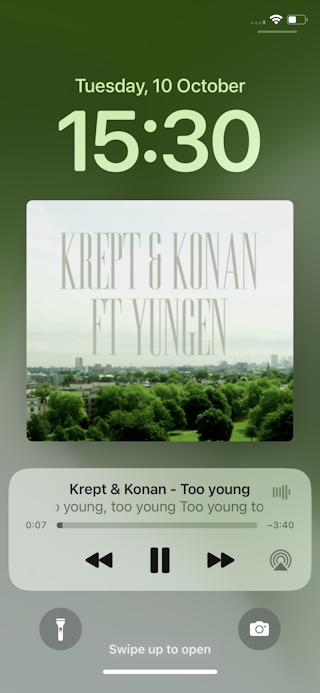 Tuesday, 10 October
15:30
KREPT & KONAN
FT YUNGEN
Krept & Konan - Too young
young, too young Too young to
0:07
−3:40
Swipe up to open